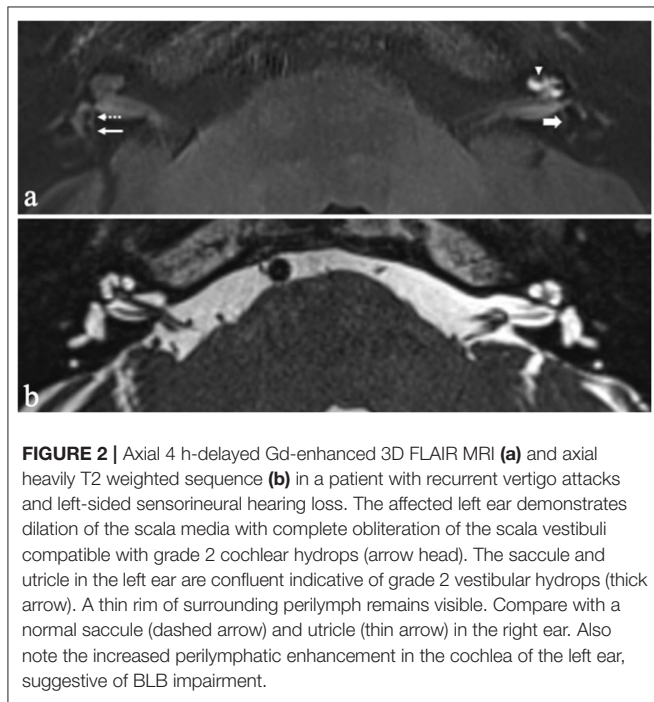 a
b
FIGURE 2 | Axial 4 h-delayed Gd-enhanced 3D FLAIR MRI (a) and axial
heavily T2 weighted sequence (b) in a patient with recurrent vertigo attacks
and left-sided sensorineural hearing loss. The affected left ear demonstrates
dilation of the scala media with complete obliteration of the scala vestibuli
compatible with grade 2 cochlear hydrops (arrow head). The saccule and
utricle in the left ear are confluent indicative of grade 2 vestibular hydrops (thick
arrow). A thin rim of surrounding perilymph remains visible. Compare with a
normal saccule (dashed arrow) and utricle (thin arrow) in the right ear. Also
note the increased perilymphatic enhancement in the cochlea of the left ear,
suggestive of BLB impairment.